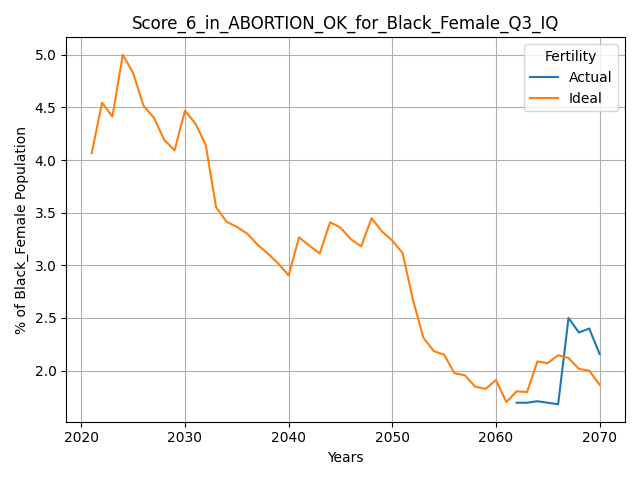 Score_6_in_ABORTION_OK_for_Black_Female_Q3_IQ
Fertility
Actual
Ideal
% of Black_Female Population
5.0
4.5
4.0
3.5
3.0
2.5
2.0
2020 2030 2040 2050 2060 2070
Years